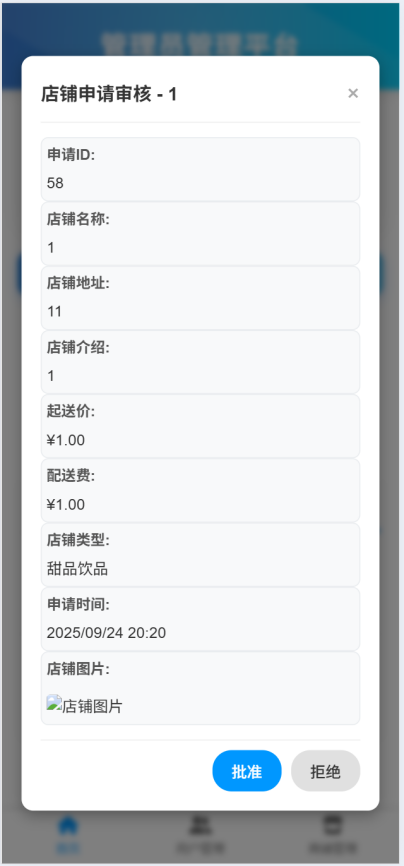 管理员管理平台
店铺申请审核 - 1
×
申请ID:
58
店铺名称:
1
店铺地址:
11
店铺介绍:
1
起送价:
¥1.00
配送费:
¥1.00
店铺类型:
甜品饮品
申请时间:
2025/09/24 20:20
店铺图片:
店铺图片
批准
拒绝